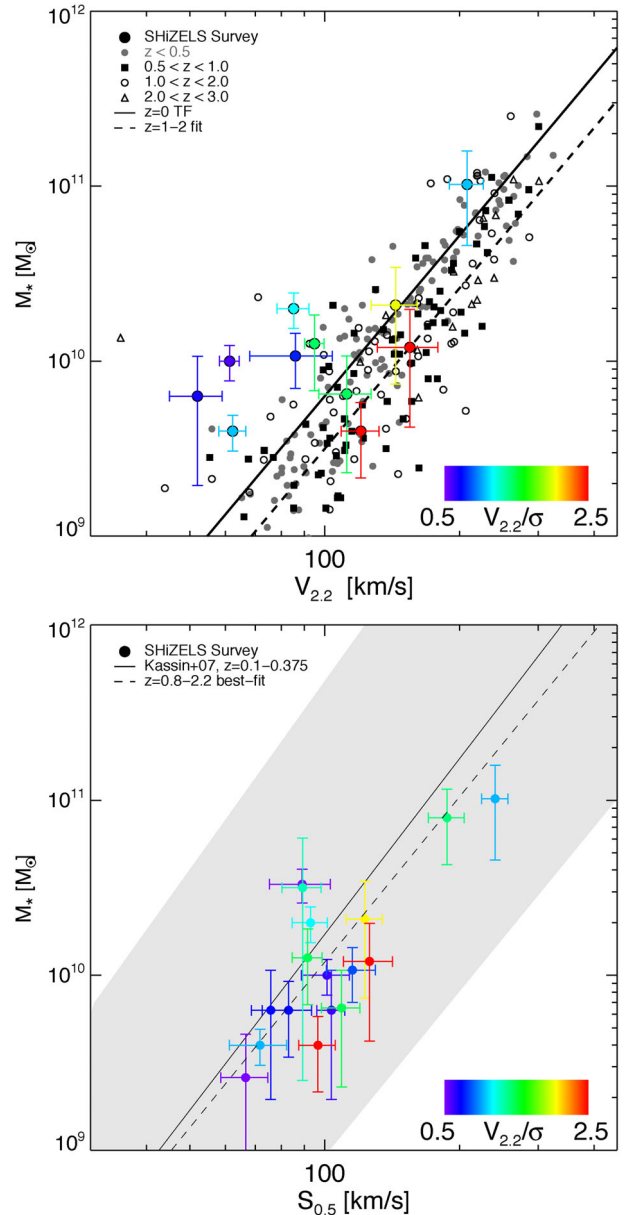 10¹²
SHiZELS Survey
z < 0.5
0.5 < z < 1.0
1.0 < z < 2.0
2.0 < z < 3.0
z=0 TF
z=1−2 fit
10¹¹
M* [M☉]
10¹⁰
10⁹
0.5 V₂.₂/σ 2.5
100
V₂.₂ [km/s]
10¹²
SHiZELS Survey
Kassin+07, z=0.1−0.375
z=0.8−2.2 best−fit
10¹¹
M* [M☉]
10¹⁰
10⁹
0.5 V₂.₂/σ 2.5
100
S₀.₅ [km/s]